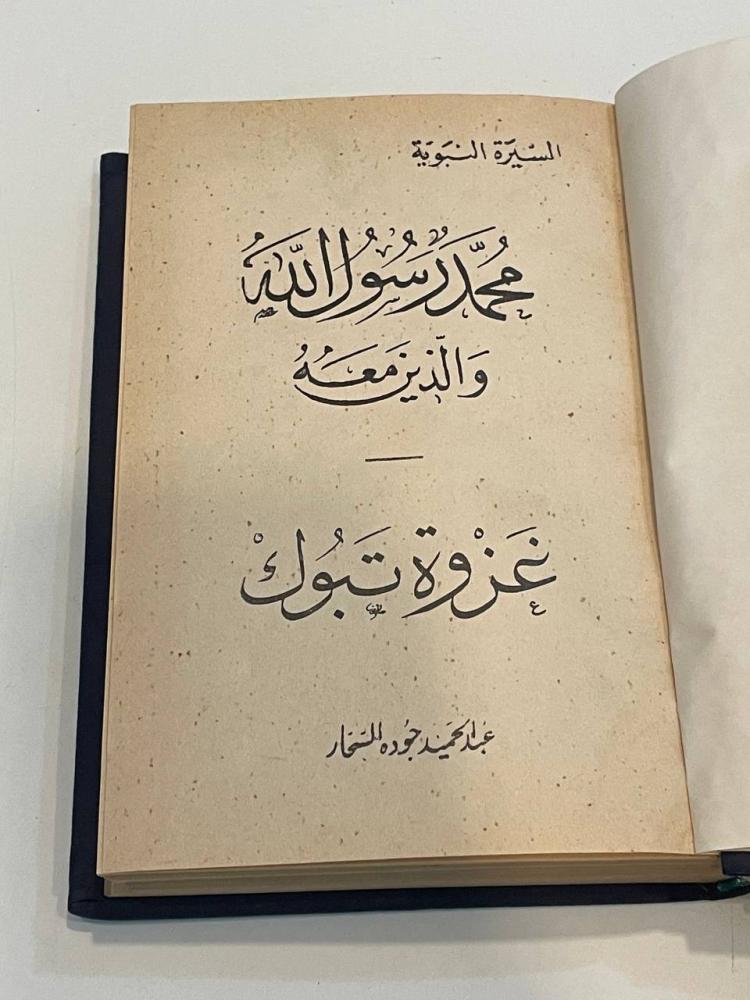 السيرة النبوية
محمد رسول الله
والذين معه
غزوة تبوك
عبد الحميد جوده السحار